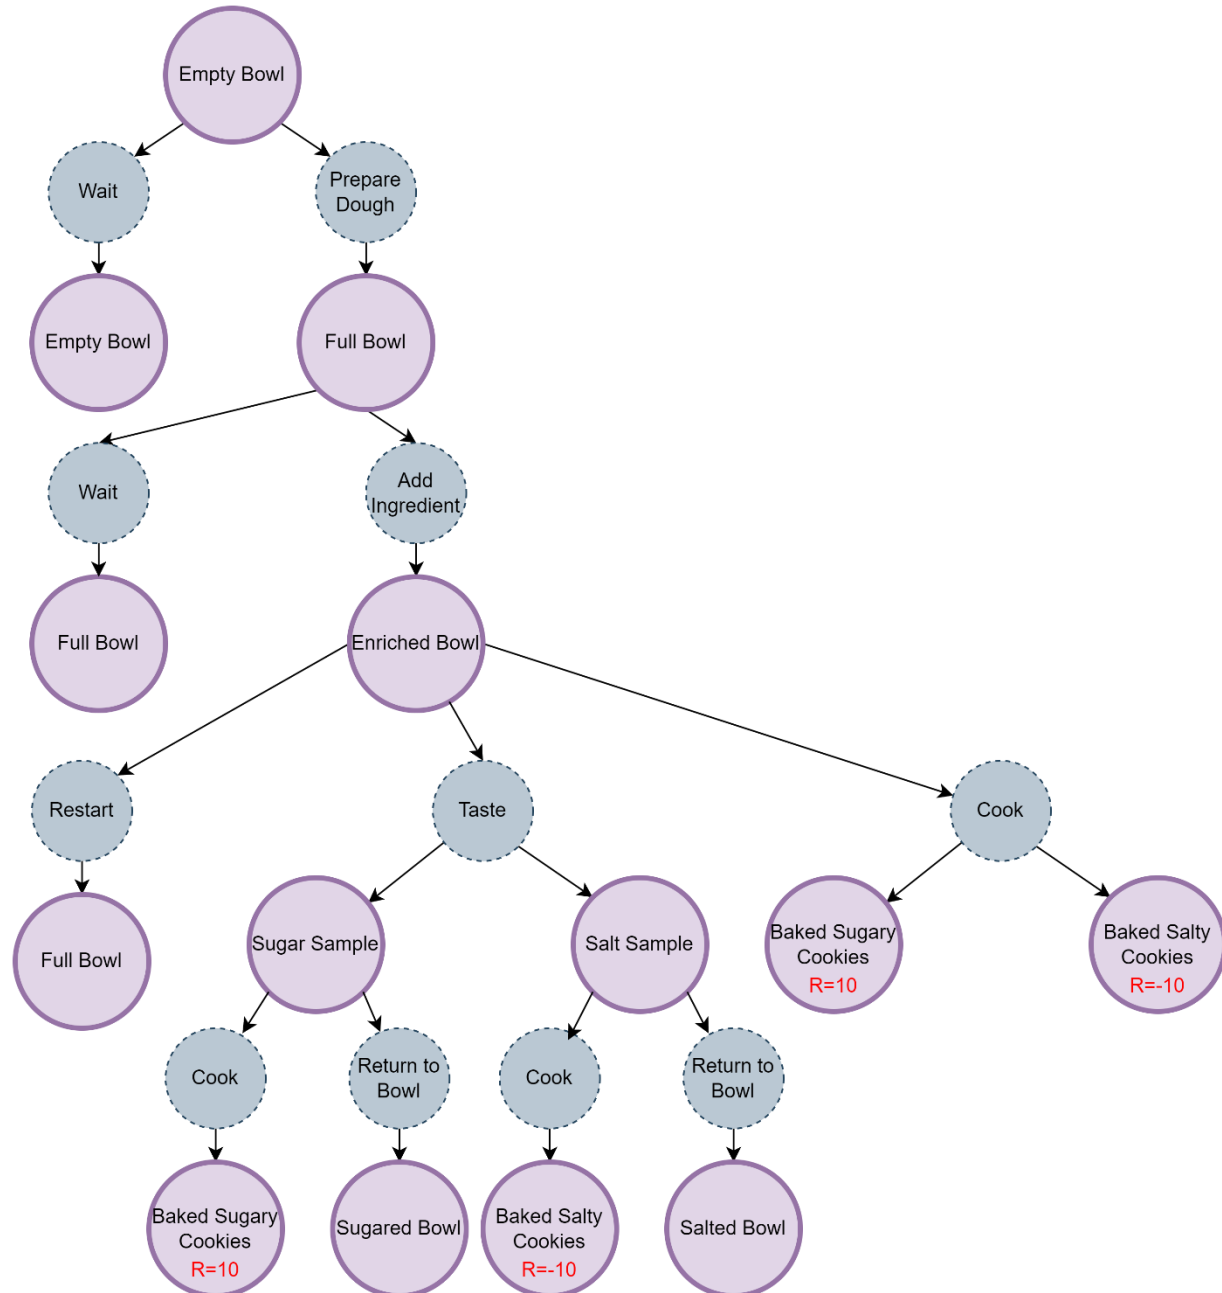 Empty Bowl
Wait
Prepare
Dough
Empty Bowl
Full Bowl
Wait
Add
Ingredient
Full Bowl
Enriched Bowl
Restart
Taste
Cook
Full Bowl
Sugar Sample
Salt Sample
Baked Sugary
Cookies
R=10
Baked Salty
Cookies
R=-10
Cook
Return to
Bowl
Cook
Return to
Bowl
Baked Sugary
Cookies
R=10
Sugared Bowl
Baked Salty
Cookies
R=-10
Salted Bowl